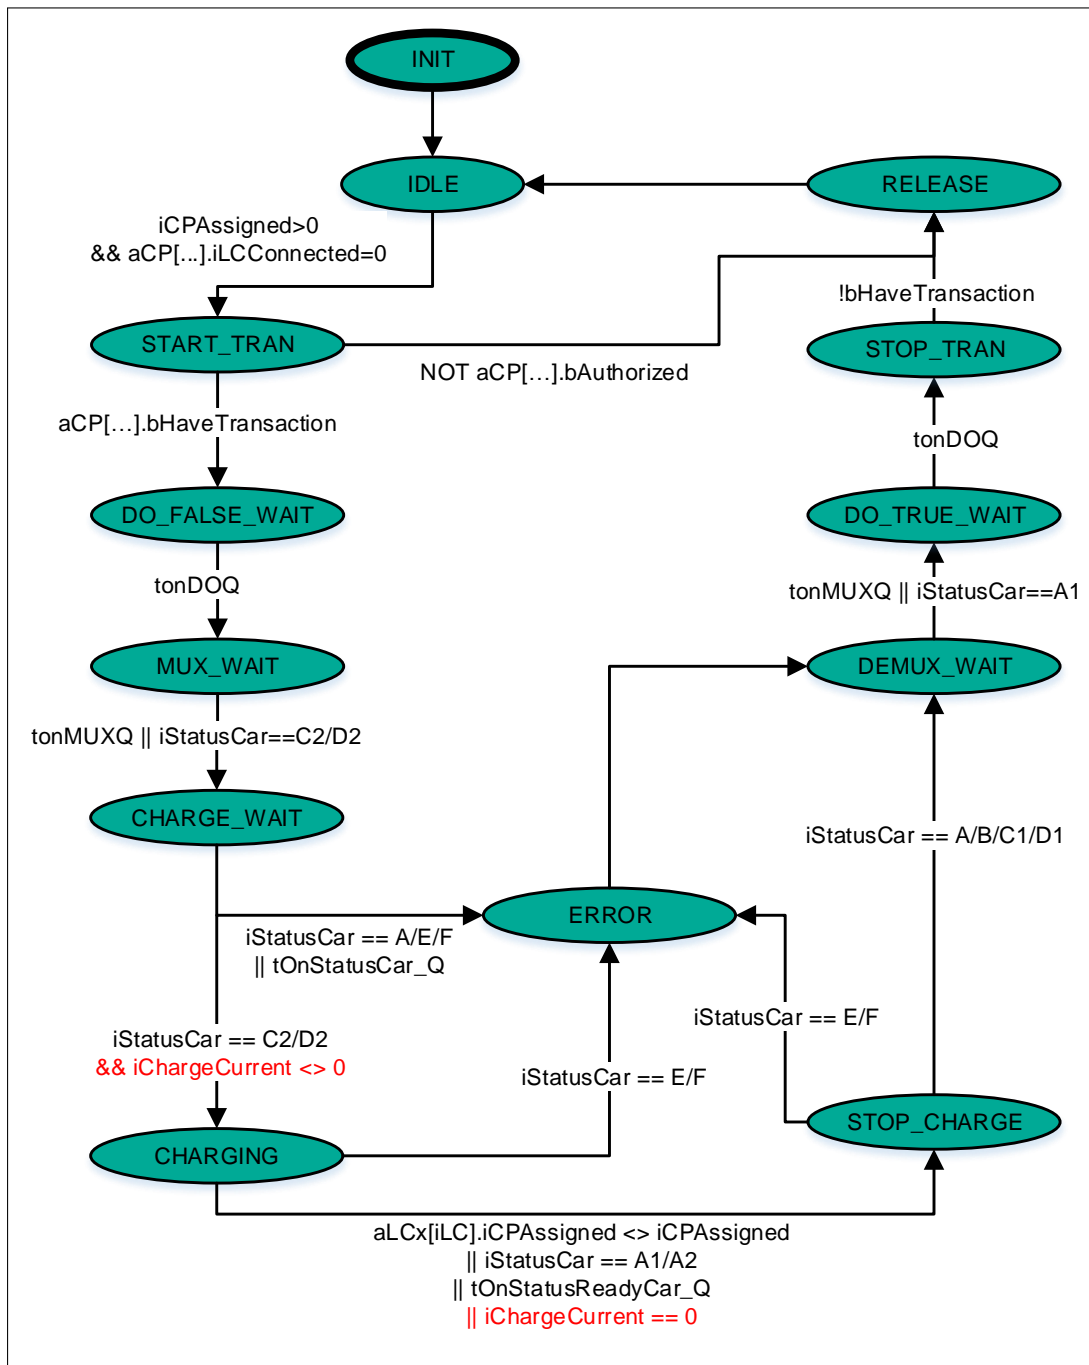 INIT
IDLE
RELEASE
iCPAssigned>0
&& aCP[...].iLCConnected=0
!bHaveTransaction
START_TRAN
STOP_TRAN
NOT aCP[...].bAuthorized
aCP[...].bHaveTransaction
tonDOQ
DO_FALSE_WAIT
DO_TRUE_WAIT
tonDOQ
tonMUXQ || iStatusCar==A1
MUX_WAIT
DEMUX_WAIT
tonMUXQ || iStatusCar==C2/D2
CHARGE_WAIT
iStatusCar == A/B/C1/D1
ERROR
iStatusCar == A/E/F
|| tOnStatusCar_Q
iStatusCar == E/F
iStatusCar == C2/D2
&& iChargeCurrent <> 0
iStatusCar == E/F
STOP_CHARGE
CHARGING
aLCx[iLC].iCPAssigned <> iCPAssigned
|| iStatusCar == A1/A2
|| tOnStatusReadyCar_Q
|| iChargeCurrent == 0